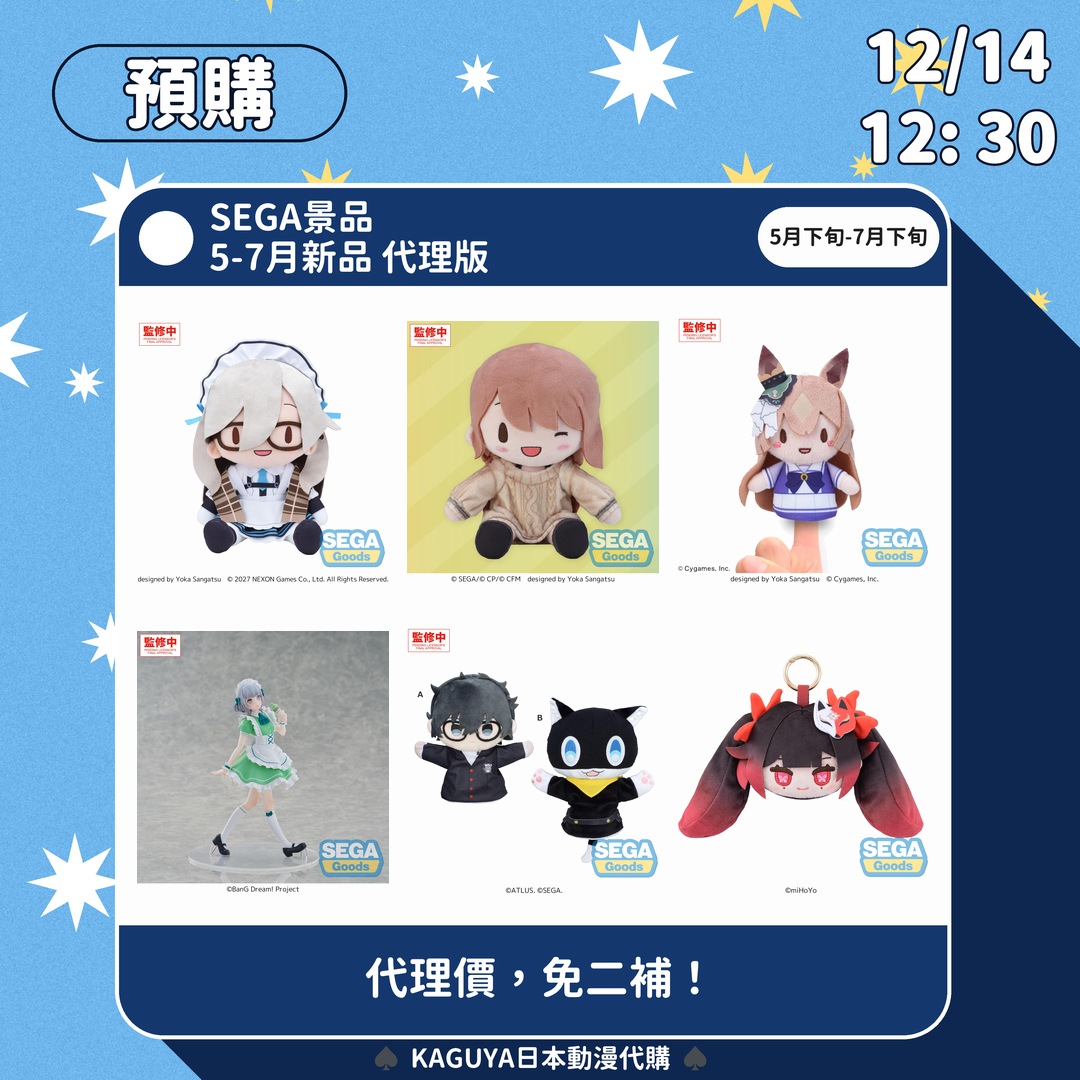 預購
12/14
12: 30
SEGA景品
5-7月新品 代理版
5月下旬-7月下旬
監修中
監修中
監修中
SEGA
Goods
SEGA
Goods
SEGA
Goods
© Cygames, Inc.
designed by Yoka Sangatsu © 2027 NEXON Games Co., Ltd. All Rights Reserved.
© SEGA/© CP/© CFM designed by Yoka Sangatsu
designed by Yoka Sangatsu © Cygames, Inc.
監修中
監修中
A
B
SEGA
Goods
SEGA
Goods
SEGA
Goods
©BanG Dream! Project
©ATLUS. ©SEGA.
©miHoYo
代理價，免二補！
KAGUYA日本動漫代購